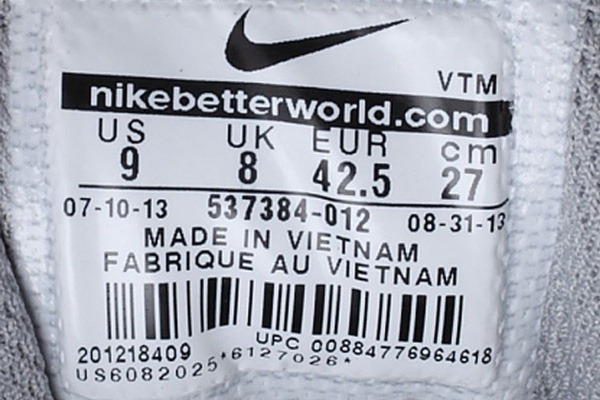 VTM
nikebetterworld.com
US UK EUR cm
9 8 42.5 27
07-10-13 537384-012 08-31-13
MADE IN VIETNAM
FABRIQUE AU VIETNAM
201218409 UPC 00884776964618
US6082025*6127026*